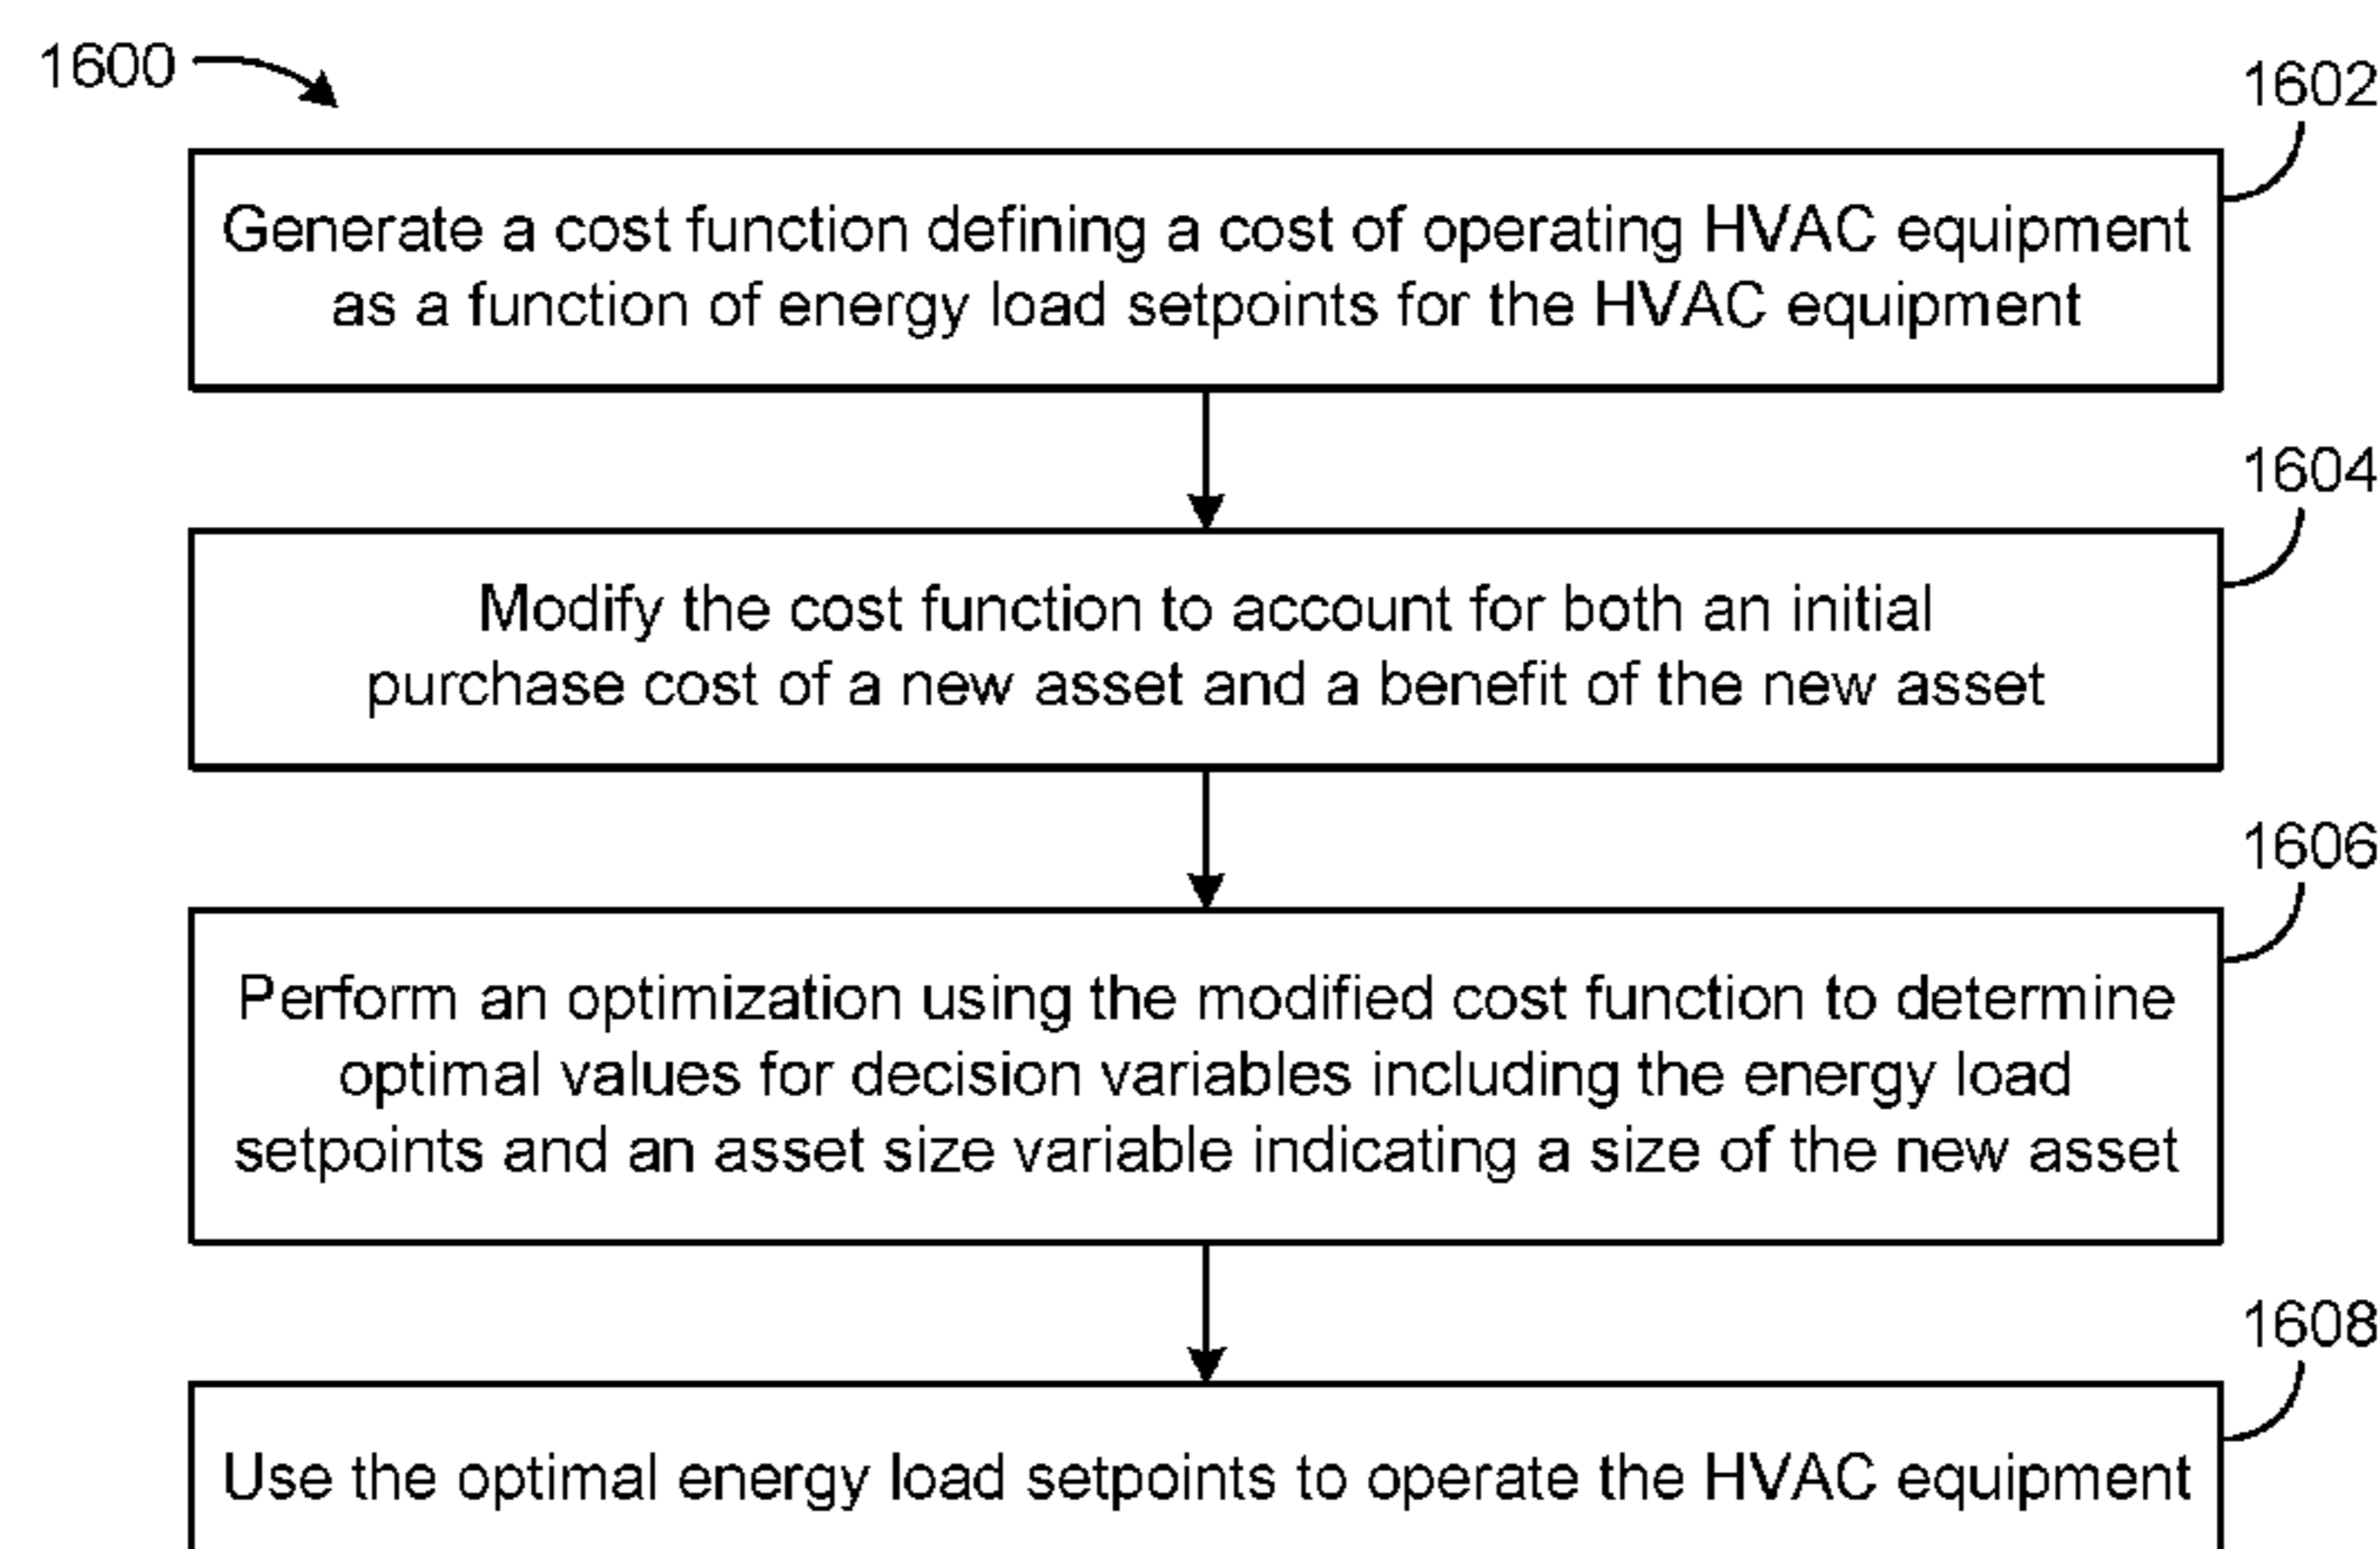 1600
1602
Generate a cost function defining a cost of operating HVAC equipment
as a function of energy load setpoints for the HVAC equipment
1604
Modify the cost function to account for both an initial
purchase cost of a new asset and a benefit of the new asset
1606
Perform an optimization using the modified cost function to determine
optimal values for decision variables including the energy load
setpoints and an asset size variable indicating a size of the new asset
1608
Use the optimal energy load setpoints to operate the HVAC equipment